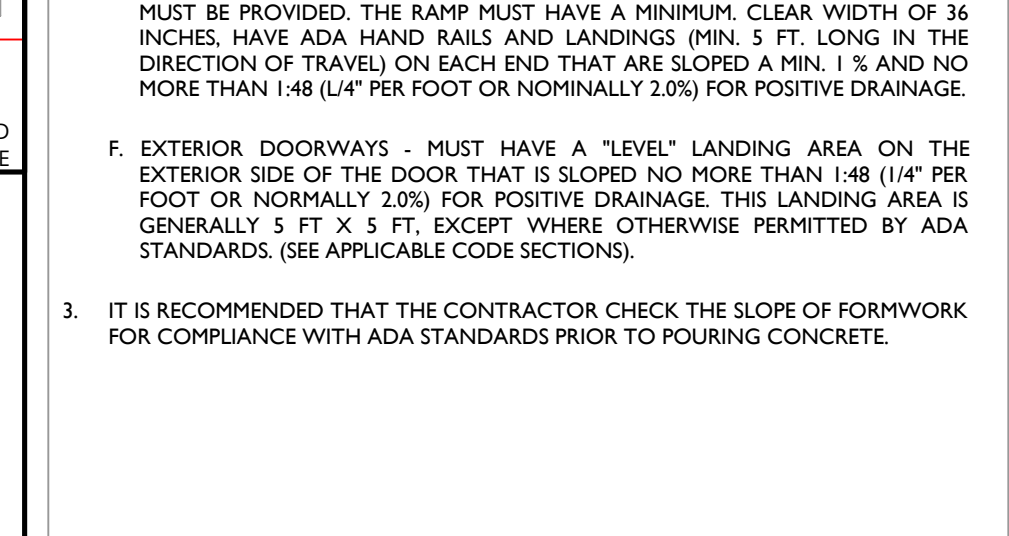 MUST BE PROVIDED. THE RAMP MUST HAVE A MINIMUM. CLEAR WIDTH OF 36
INCHES, HAVE ADA HAND RAILS AND LANDINGS (MIN. 5 FT. LONG IN THE
DIRECTION OF TRAVEL) ON EACH END THAT ARE SLOPED A MIN. 1 % AND NO
MORE THAN 1:48 (L/4" PER FOOT OR NOMINALLY 2.0%) FOR POSITIVE DRAINAGE.
D
E
F. EXTERIOR DOORWAYS - MUST HAVE A "LEVEL" LANDING AREA ON THE
EXTERIOR SIDE OF THE DOOR THAT IS SLOPED NO MORE THAN 1:48 (1/4" PER
FOOT OR NORMALLY 2.0%) FOR POSITIVE DRAINAGE. THIS LANDING AREA IS
GENERALLY 5 FT X 5 FT, EXCEPT WHERE OTHERWISE PERMITTED BY ADA
STANDARDS. (SEE APPLICABLE CODE SECTIONS).
3. IT IS RECOMMENDED THAT THE CONTRACTOR CHECK THE SLOPE OF FORMWORK
FOR COMPLIANCE WITH ADA STANDARDS PRIOR TO POURING CONCRETE.